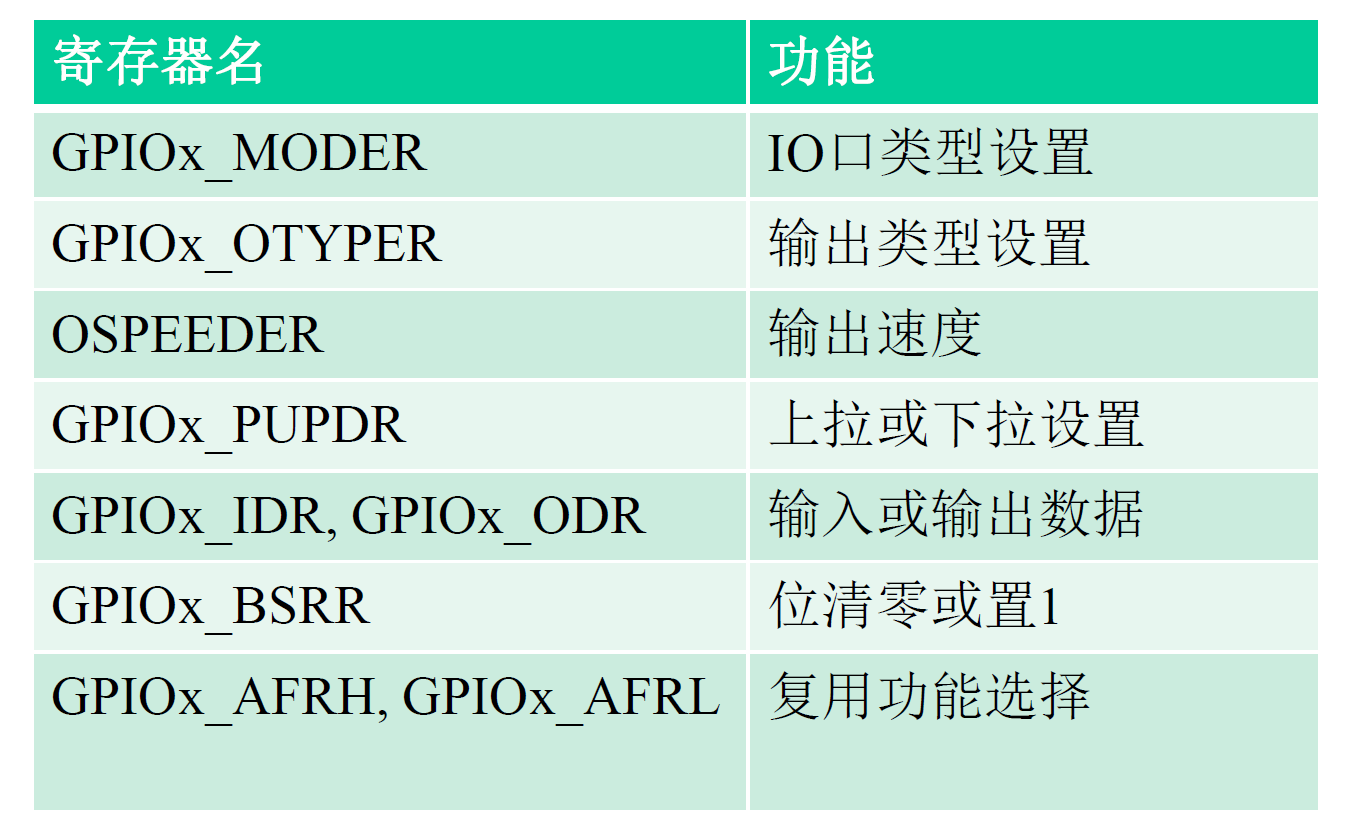 寄存器名 功能
GPIOx_MODER IO口类型设置
GPIOx_OTYPER 输出类型设置
OSPEEDER 输出速度
GPIOx_PUPDR 上拉或下拉设置
GPIOx_IDR, GPIOx_ODR 输入或输出数据
GPIOx_BSRR 位清零或置1
GPIOx_AFRH, GPIOx_AFRL 复用功能选择